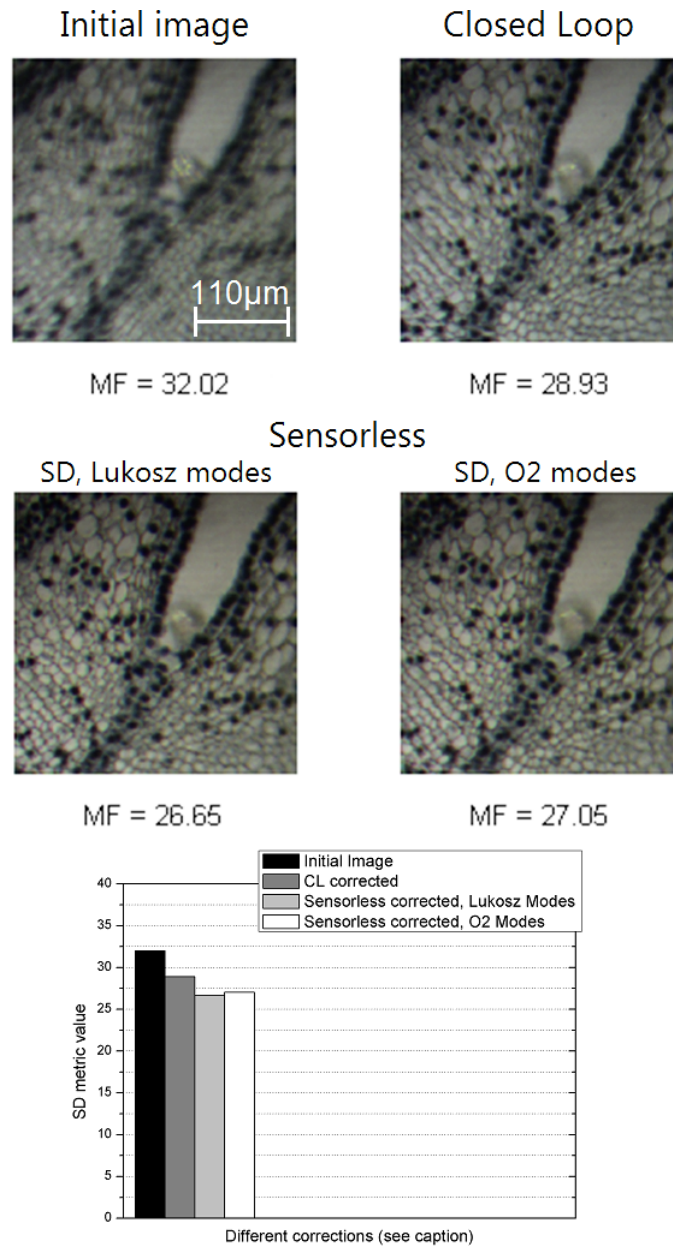 Initial image
Closed Loop
110µm
MF = 32.02
MF = 28.93
Sensorless
SD, Lukosz modes
SD, O2 modes
MF = 26.65
MF = 27.05
Initial Image
CL corrected
Sensorless corrected, Lukosz Modes
Sensorless corrected, O2 Modes
40
35
30
25
20
15
10
5
0
SD metric value
Different corrections (see caption)